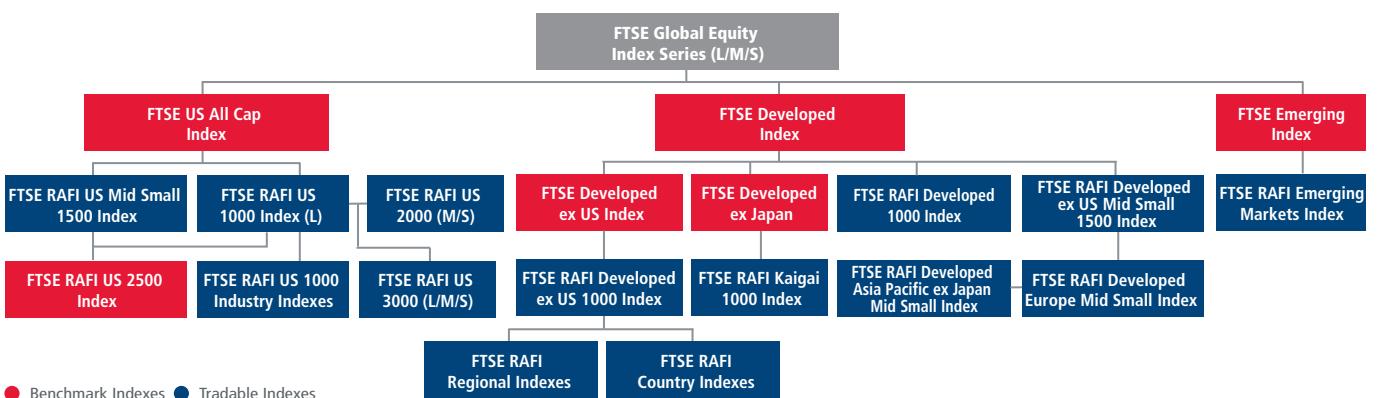 FTSE Global Equity
Index Series (L/M/S)
FTSE US All Cap
Index
FTSE Developed
Index
FTSE Emerging
Index
FTSE RAFI US Mid Small
1500 Index
FTSE RAFI US
1000 Index (L)
FTSE RAFI US
2000 (M/S)
FTSE Developed
ex US Index
FTSE Developed
ex Japan
FTSE RAFI Developed
1000 Index
FTSE RAFI Developed
ex US Mid Small
1500 Index
FTSE RAFI Emerging
Markets Index
FTSE RAFI US 2500
Index
FTSE RAFI US 1000
Industry Indexes
FTSE RAFI US
3000 (L/M/S)
FTSE RAFI Developed
ex US 1000 Index
FTSE RAFI Kaigai
1000 Index
FTSE RAFI Developed
Asia Pacific ex Japan
Mid Small Index
FTSE RAFI Developed
Europe Mid Small Index
FTSE RAFI
Regional Indexes
FTSE RAFI
Country Indexes
Benchmark Indexes
Tradable Indexes